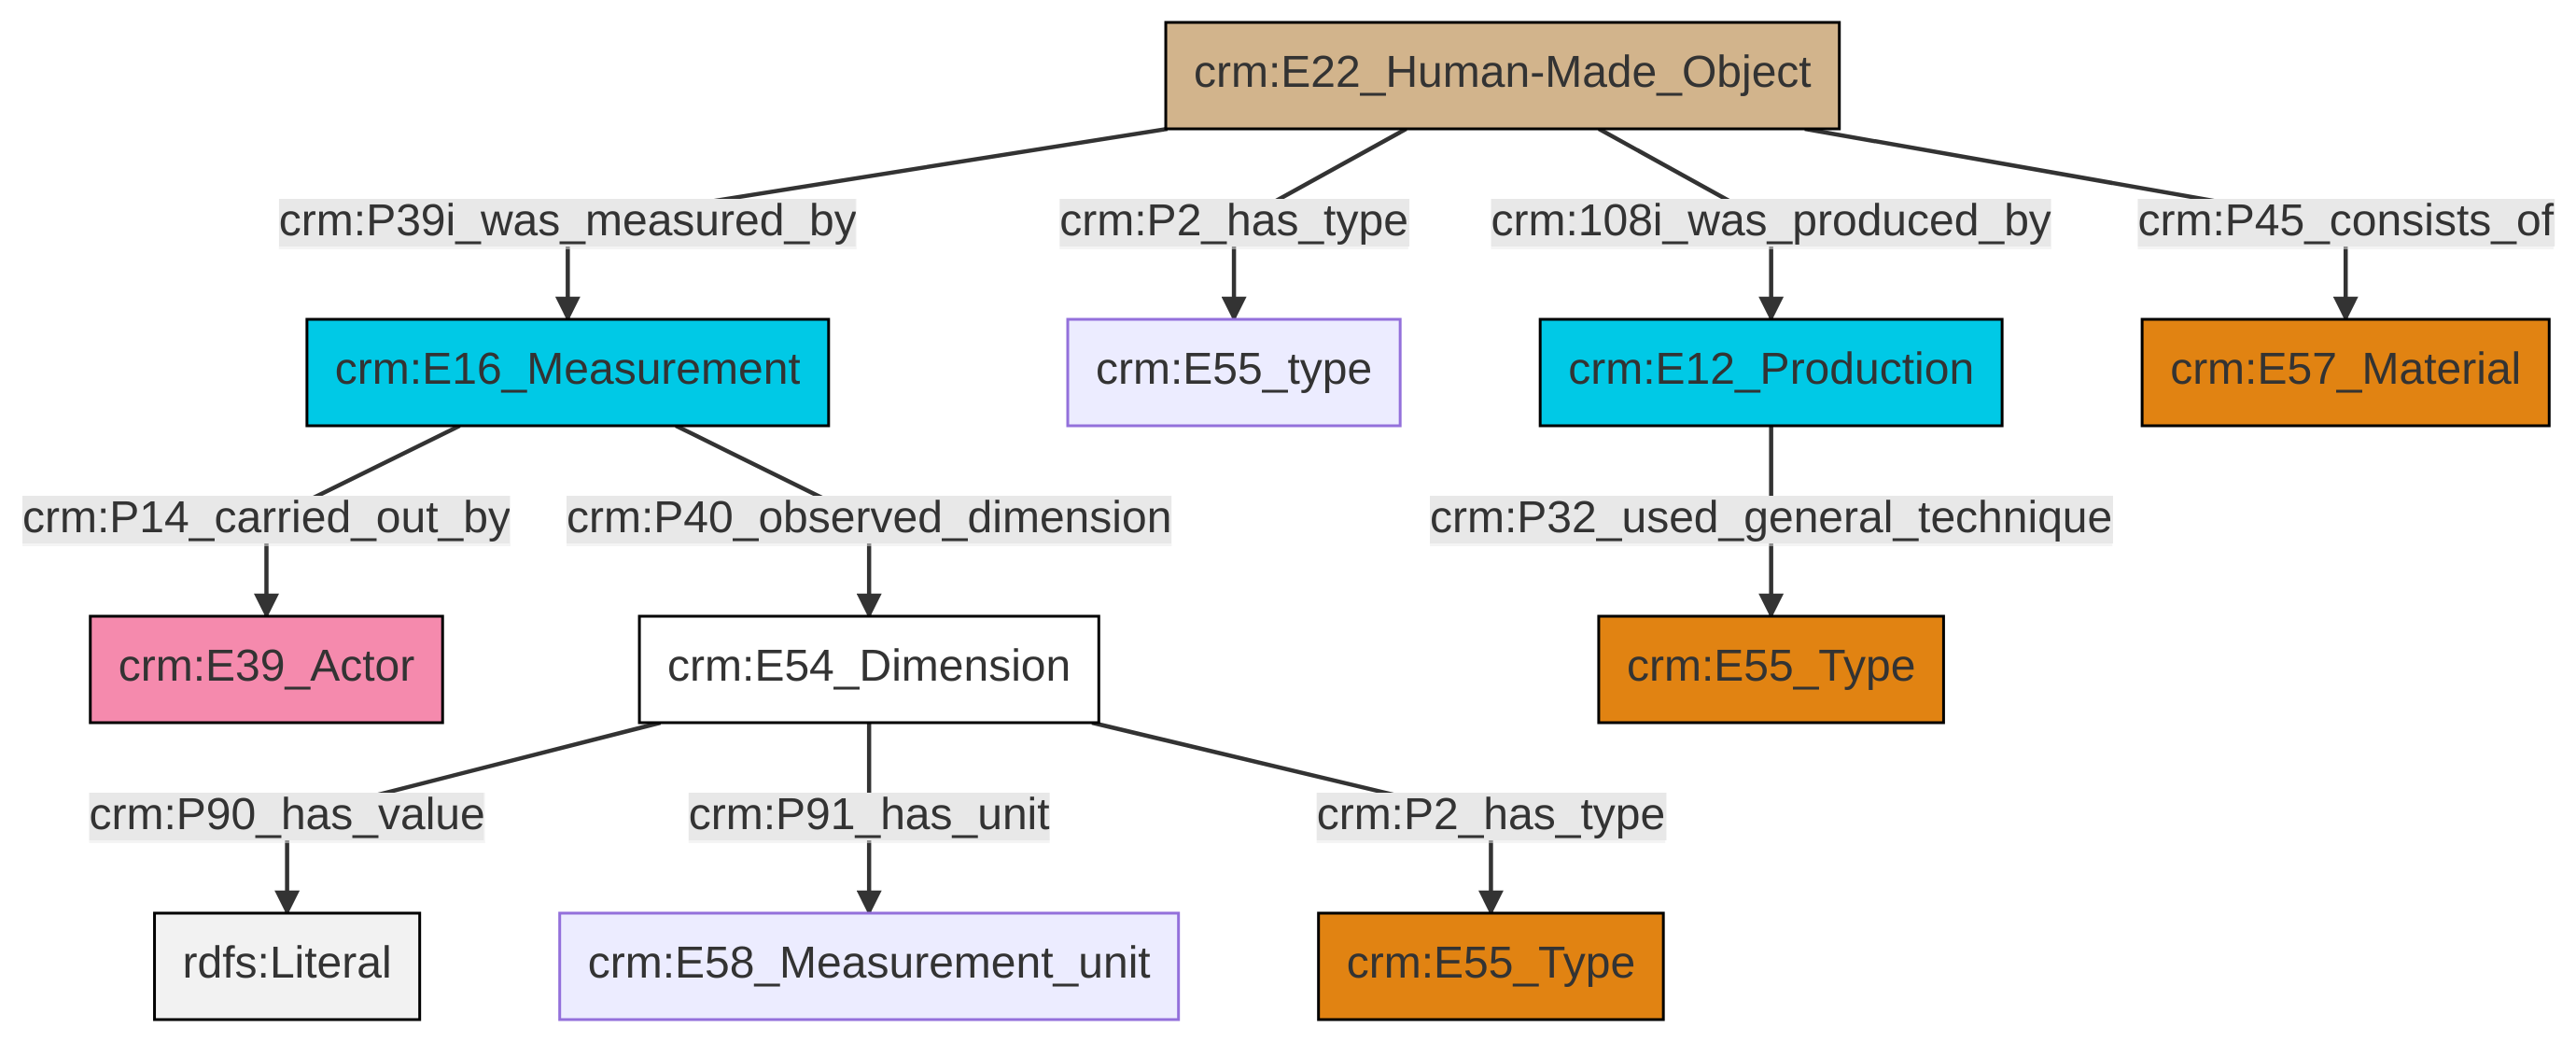 crm:E22_Human-Made_Object
crm:P39i_was_measured_by
crm:P2_has_type
crm:108i_was_produced_by
crm:P45_consists_of
crm:E16_Measurement
crm:E55_type
crm:E12_Production
crm:E57_Material
crm:P14_carried_out_by
crm:P40_observed_dimension
crm:P32_used_general_technique
crm:E39_Actor
crm:E54_Dimension
crm:E55_Type
crm:P90_has_value
crm:P91_has_unit
crm:P2_has_type
rdfs:Literal
crm:E58_Measurement_unit
crm:E55_Type